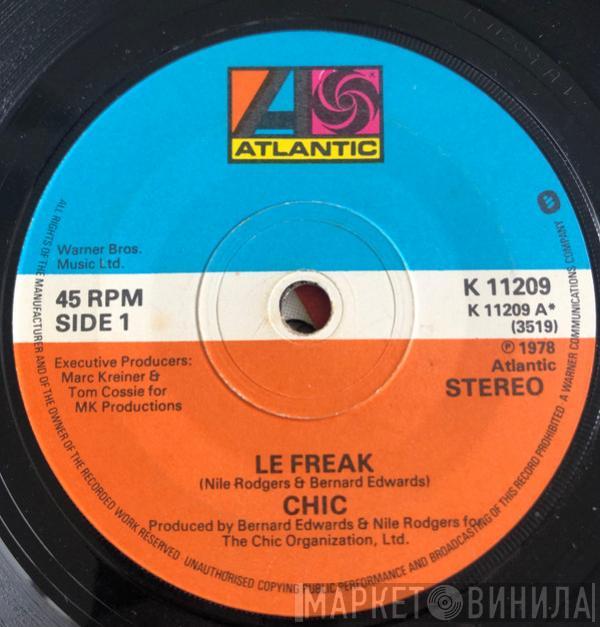 ATLANTIC
Warner Bros.
Music Ltd.
45 RPM
SIDE 1
K 11209
K 11209 A*
(3519)
℗ 1978
Atlantic
STEREO
Executive Producers:
Marc Kreiner &
Tom Cossie for
MK Productions
LE FREAK
(Nile Rodgers & Bernard Edwards)
CHIC
Produced by Bernard Edwards & Nile Rodgers for
The Chic Organization, Ltd.
ALL RIGHTS OF THE MANUFACTURER AND OF THE OWNER OF THE RECORDED WORK RESERVED. UNAUTHORISED COPYING PUBLIC PERFORMANCE AND BROADCASTING OF THIS RECORD PROHIBITED A WARNER COMMUNICATIONS COMPANY
МАРКЕТ ВИНИЛА